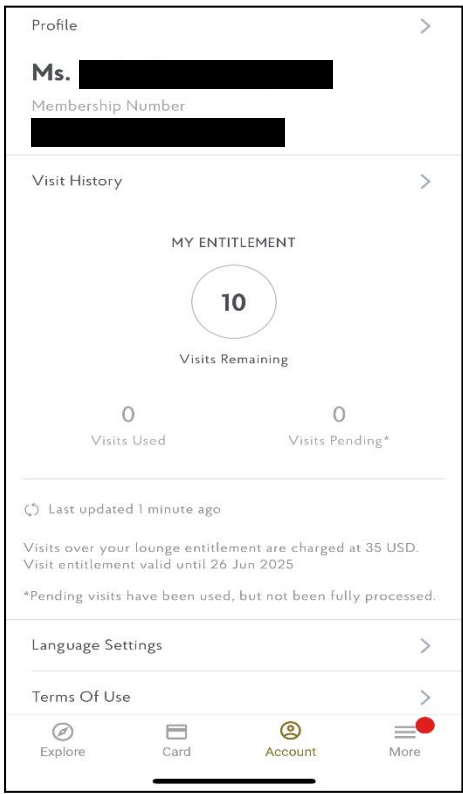 Profile
Ms.
Membership Number
Visit History
MY ENTITLEMENT
10
Visits Remaining
0
0
Visits Used
Visits Pending*
Last updated 1 minute ago
Visits over your lounge entitlement are charged at 35 USD.
Visit entitlement valid until 26 Jun 2025
*Pending visits have been used, but not been fully processed.
Language Settings
Terms Of Use
Explore
Card
Account
More